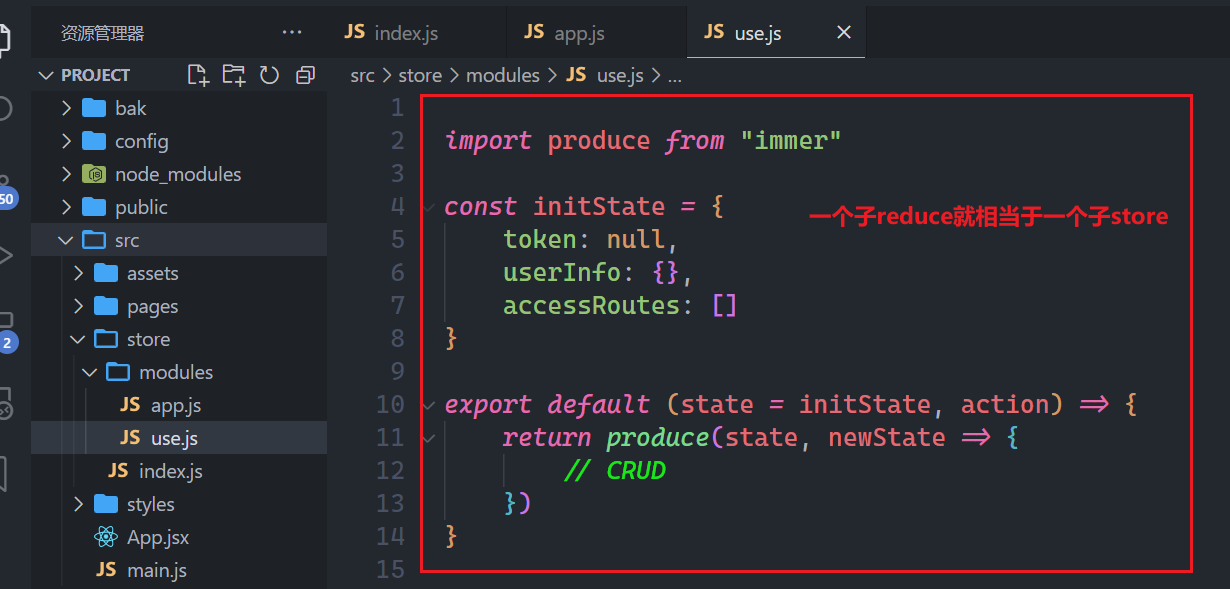 资源管理器 ···
JS index.js
JS app.js
JS use.js
PROJECT
src > store > modules > JS use.js > ...
bak
config
node_modules
public
src
assets
pages
store
modules
JS app.js
JS use.js
JS index.js
styles
App.jsx
JS main.js
50
2
1
2 import produce from "immer"
3
4 const initState = {
一个子reduce就相当于一个子store
5 token: null,
6 userInfo: {},
7 accessRoutes: []
8 }
9
10 export default (state = initState, action) => {
11 return produce(state, newState => {
12 // CRUD
13 })
14 }
15